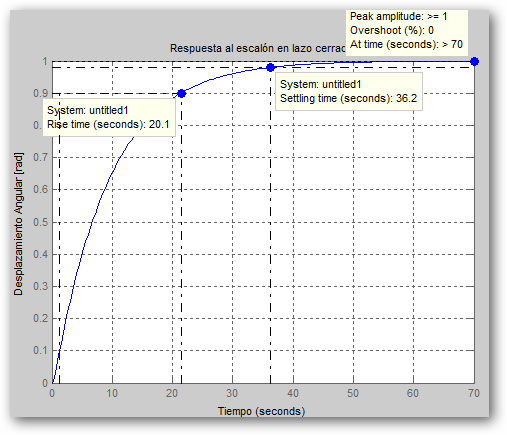 Peak amplitude: >= 1
Overshoot (%): 0
At time (seconds): > 70
Respuesta al escalón en lazo cerrad
System: untitled1
Settling time (seconds): 36.2
System: untitled1
Rise time (seconds): 20.1
Desplazamiento Angular [rad]
1
0.9
0.8
0.7
0.6
0.5
0.4
0.3
0.2
0.1
0
0 10 20 30 40 50 60 70
Tiempo (seconds)